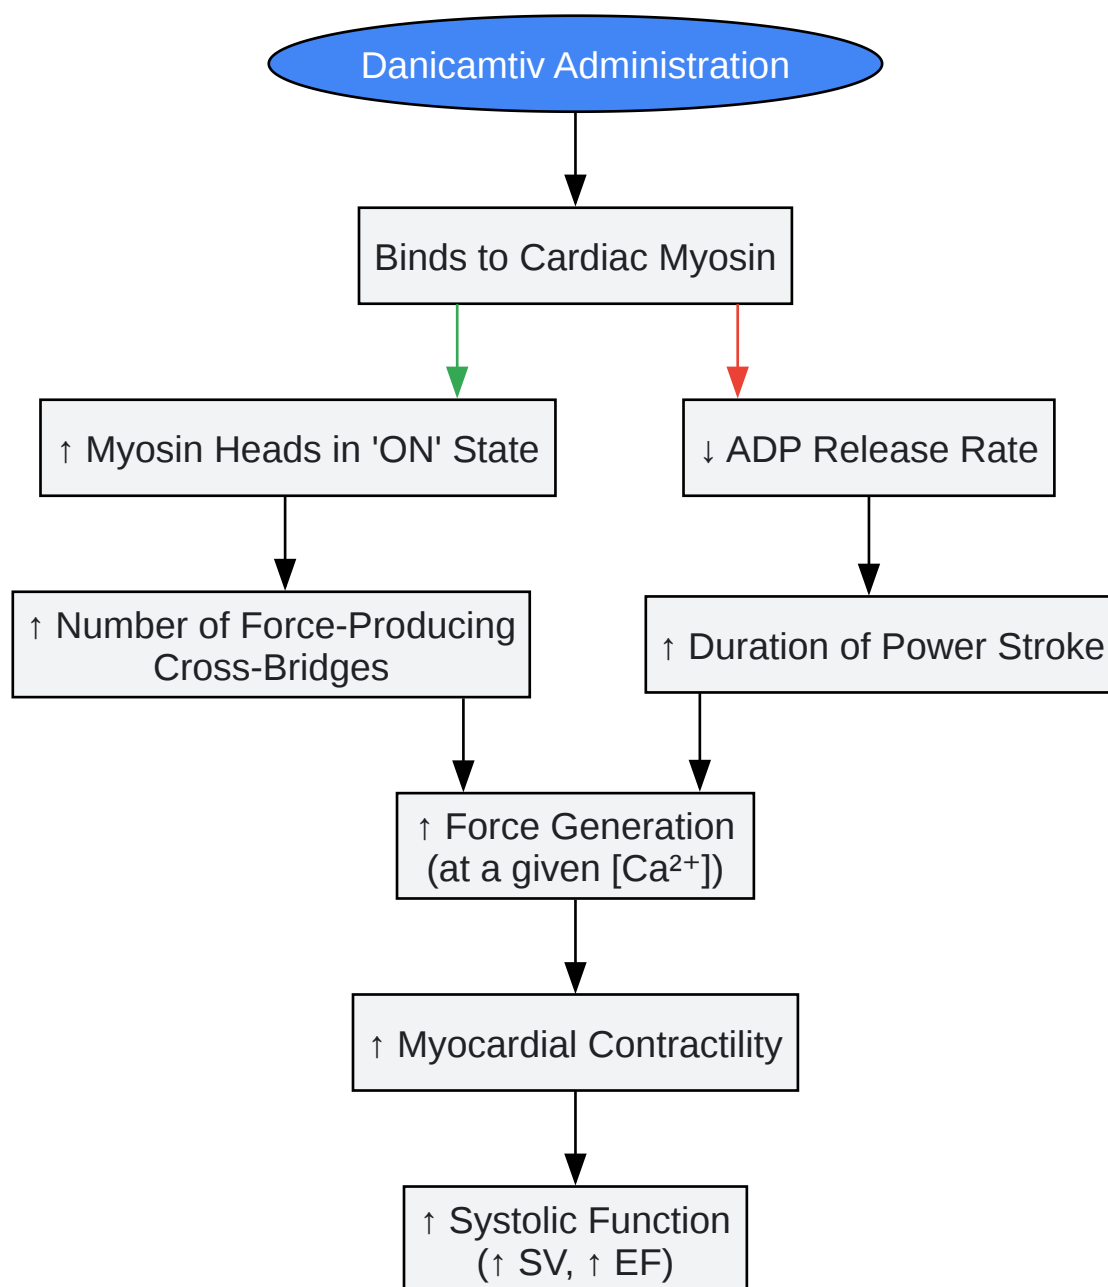 Danicamtiv Administration
Binds to Cardiac Myosin
↑ Myosin Heads in 'ON' State
↓ ADP Release Rate
↑ Number of Force-Producing
Cross-Bridges
↑ Duration of Power Stroke
↑ Force Generation
(at a given [Ca²⁺])
↑ Myocardial Contractility
↑ Systolic Function
(↑ SV, ↑ EF)